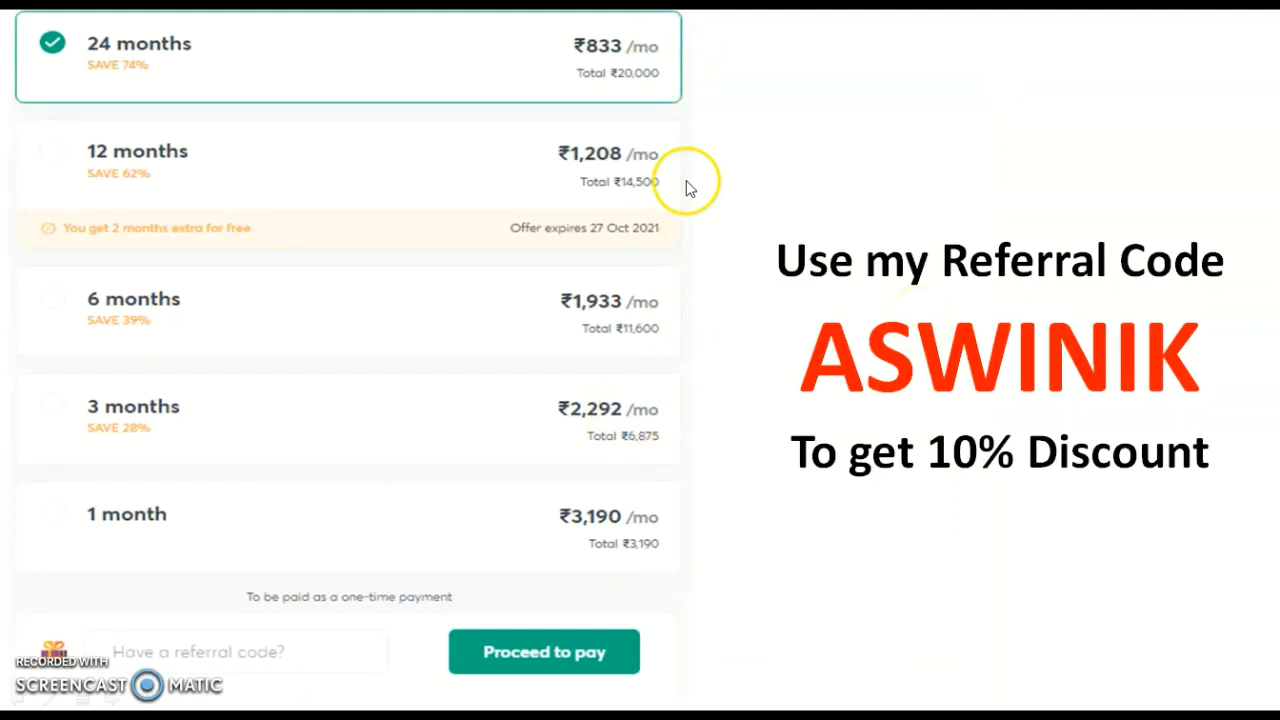 24 months
₹833 /mo
SAVE 74%
Total ₹20,000
12 months
₹1,208 /mo
SAVE 62%
Total ₹14,500
You get 2 months extra for free
Offer expires 27 Oct 2021
6 months
₹1,933 /mo
SAVE 39%
Total ₹11,600
3 months
₹2,292 /mo
SAVE 28%
Total ₹6,875
1 month
₹3,190 /mo
Total ₹3,190
To be paid as a one-time payment
Have a referral code?
Proceed to pay
Use my Referral Code
ASWINIK
To get 10% Discount
RECORDED WITH
SCREENCAST MATIC